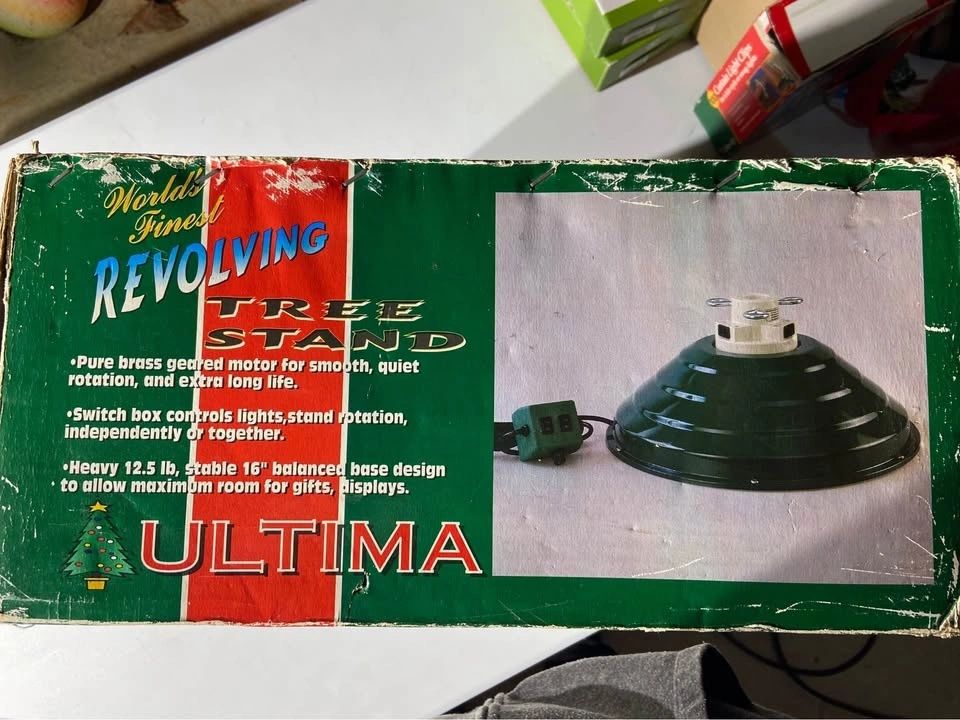 World's
Finest
REVOLVING
TREE
STAND
•Pure brass geared motor for smooth, quiet
rotation, and extra long life.
•Switch box controls lights,stand rotation,
independently or together.
•Heavy 12.5 lb, stable 16" balanced base design
to allow maximum room for gifts, displays.
ULTIMA
Light Clips